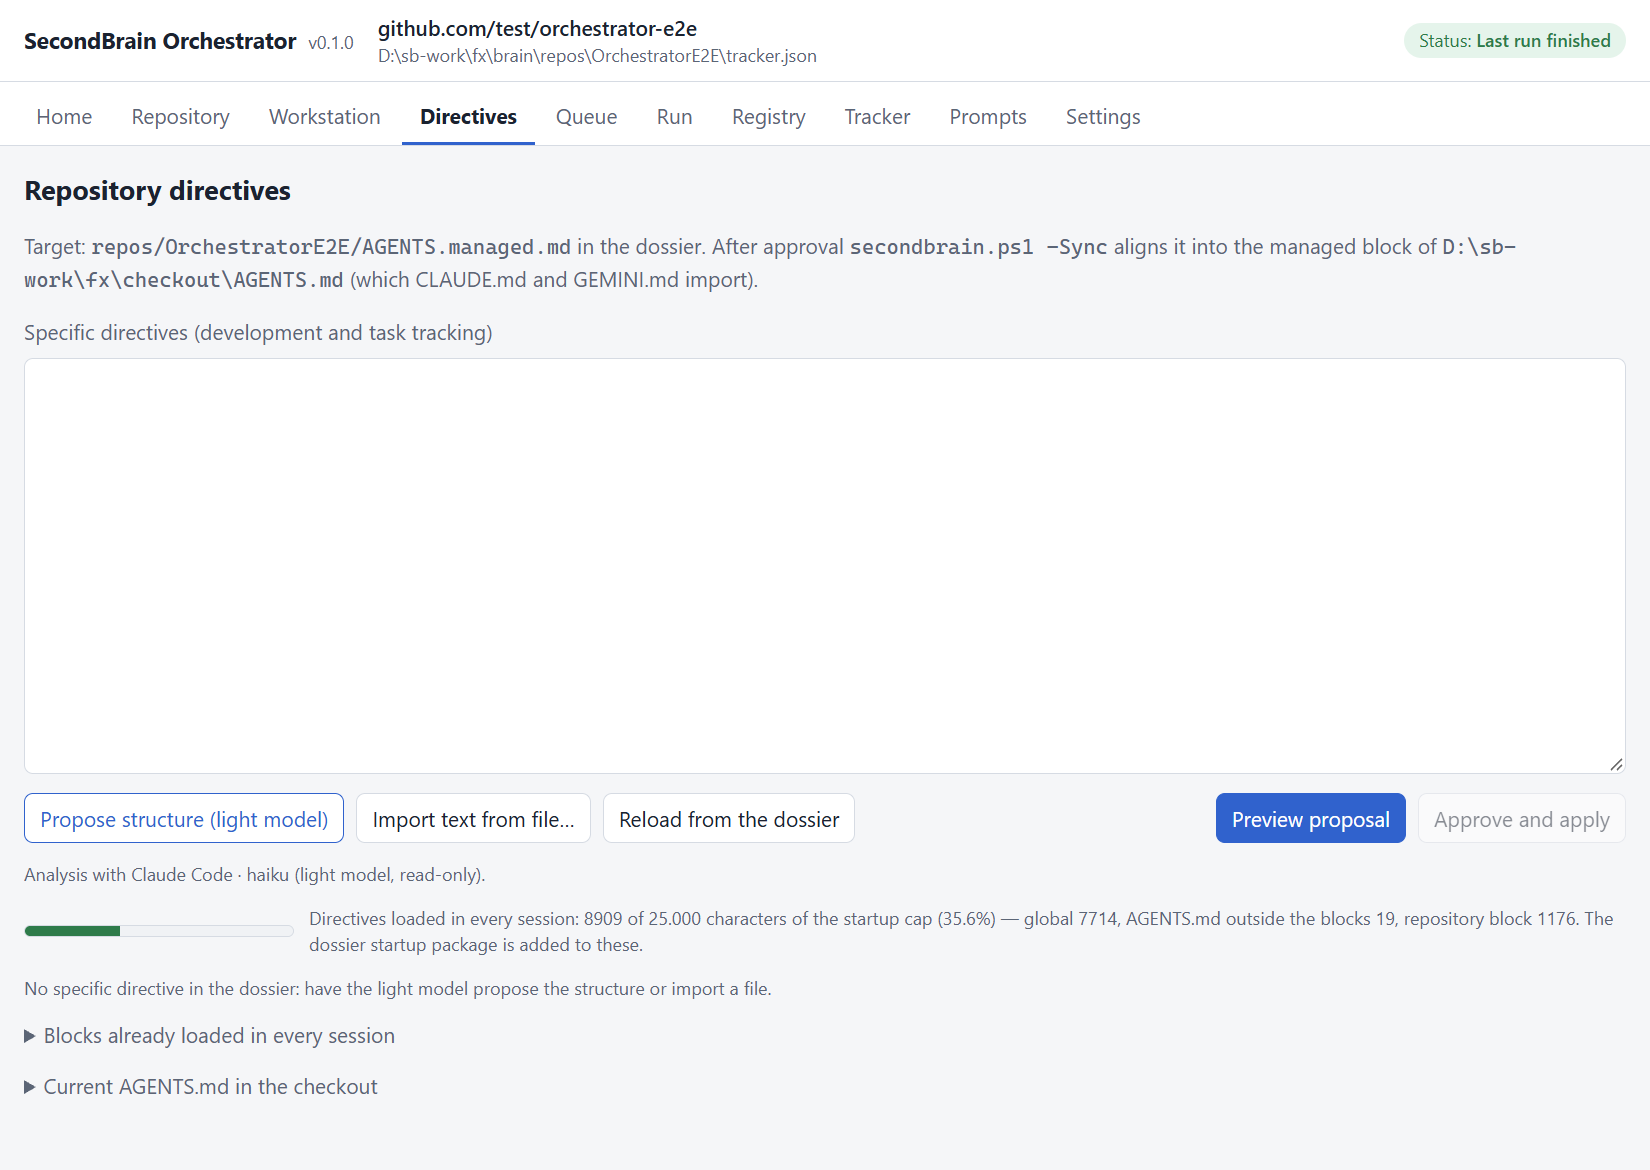 SecondBrain Orchestrator v0.1.0
github.com/test/orchestrator-e2e
D:\sb-work\fx\brain\repos\OrchestratorE2E\tracker.json
Status: Last run finished
Home Repository Workstation Directives Queue Run Registry Tracker Prompts Settings
Repository directives
Target: repos/OrchestratorE2E/AGENTS.managed.md in the dossier. After approval secondbrain.ps1 -Sync aligns it into the managed block of D:\sb-
work\fx\checkout\AGENTS.md (which CLAUDE.md and GEMINI.md import).
Specific directives (development and task tracking)
Propose structure (light model) Import text from file... Reload from the dossier Preview proposal Approve and apply
Analysis with Claude Code · haiku (light model, read-only).
Directives loaded in every session: 8909 of 25.000 characters of the startup cap (35.6%) — global 7714, AGENTS.md outside the blocks 19, repository block 1176. The
dossier startup package is added to these.
No specific directive in the dossier: have the light model propose the structure or import a file.
Blocks already loaded in every session
Current AGENTS.md in the checkout